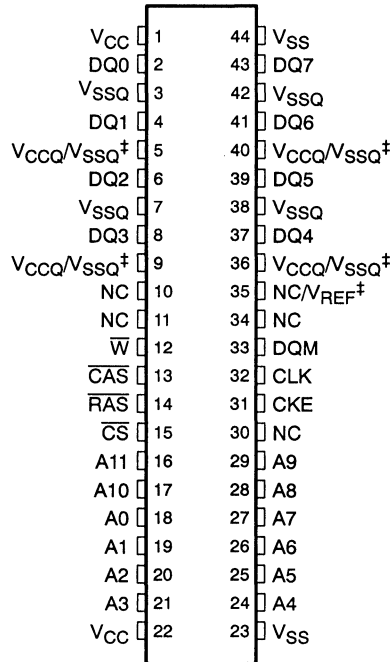 VCC 1 44 VSS
DQ0 2 43 DQ7
VSSQ 3 42 VSSQ
DQ1 4 41 DQ6
VCCQ/VSSQ‡ 5 40 VCCQ/VSSQ‡
DQ2 6 39 DQ5
VSSQ 7 38 VSSQ
DQ3 8 37 DQ4
VCCQ/VSSQ‡ 9 36 VCCQ/VSSQ‡
NC 10 35 NC/VREF‡
NC 11 34 NC
W̅ 12 33 DQM
C̅A̅S̅ 13 32 CLK
R̅A̅S̅ 14 31 CKE
C̅S̅ 15 30 NC
A11 16 29 A9
A10 17 28 A8
A0 18 27 A7
A1 19 26 A6
A2 20 25 A5
A3 21 24 A4
VCC 22 23 VSS